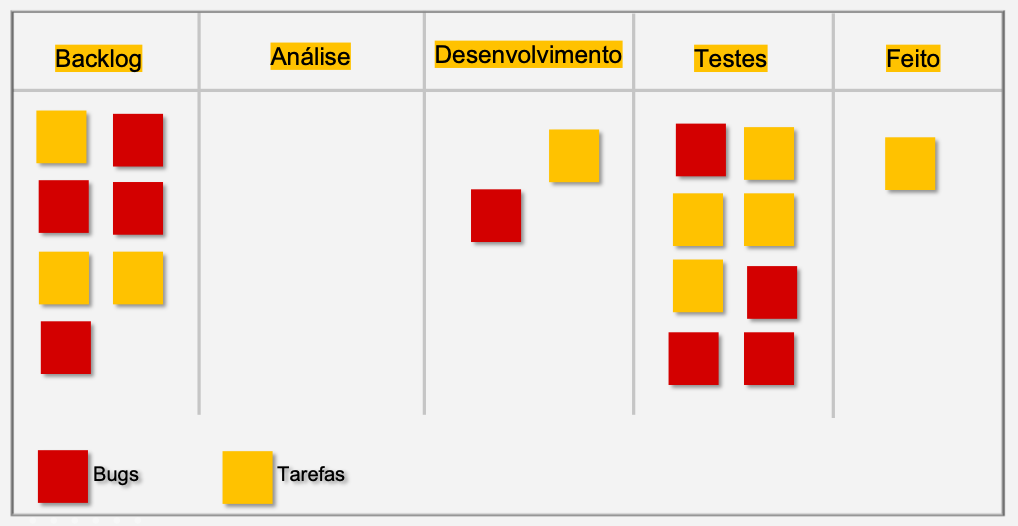 Backlog
Análise
Desenvolvimento
Testes
Feito
Bugs
Tarefas